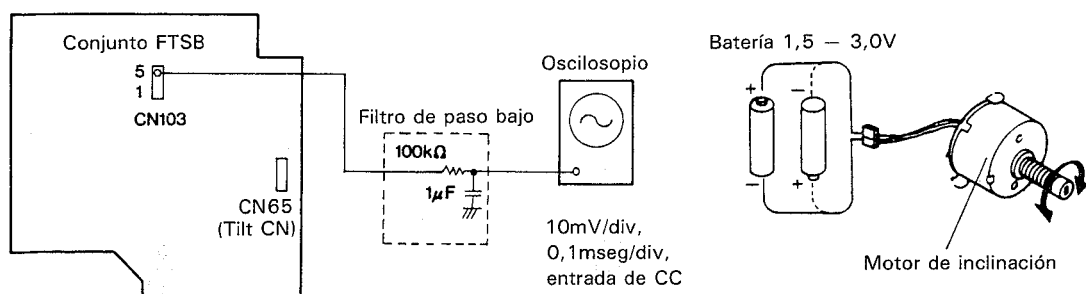 Conjunto FTSB
5
1
CN103
CN65
(Tilt CN)
Filtro de paso bajo
100kΩ
1μF
Oscilosopio
10mV/div,
0,1mseg/div,
entrada de CC
Batería 1,5 — 3,0V
+
−
−
+
Motor de inclinación